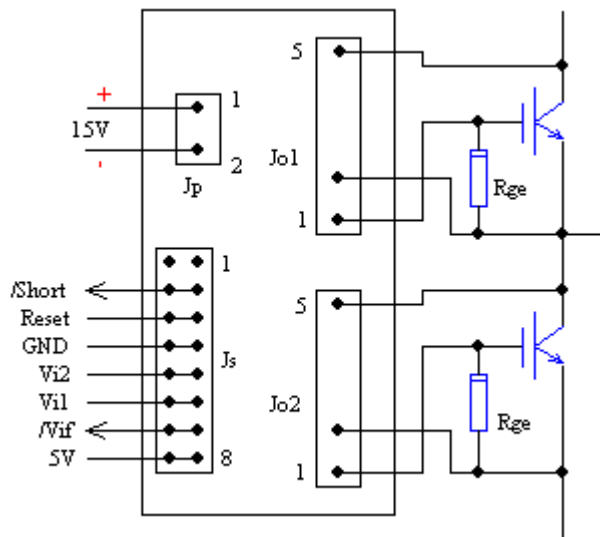 +
15V
-
1
2
Jp
5
Jo1
1
Rge
1
/Short
Reset
GND
Vi2
Vi1
/Vif
5V
Js
8
5
Jo2
1
Rge